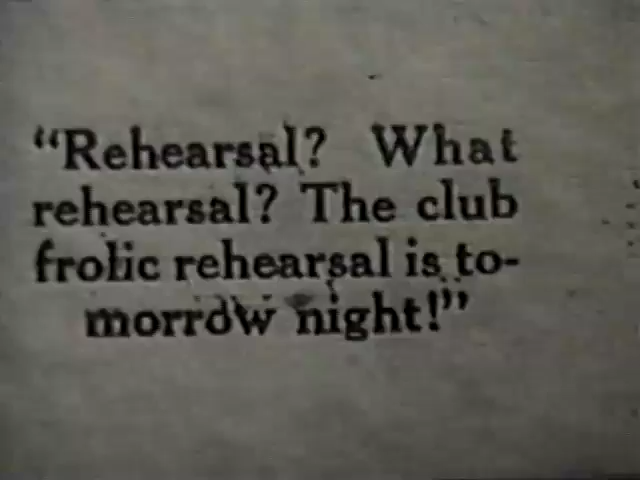 “Rehearsal? What
rehearsal? The club
frolic rehearsal is to-
morrow night!”